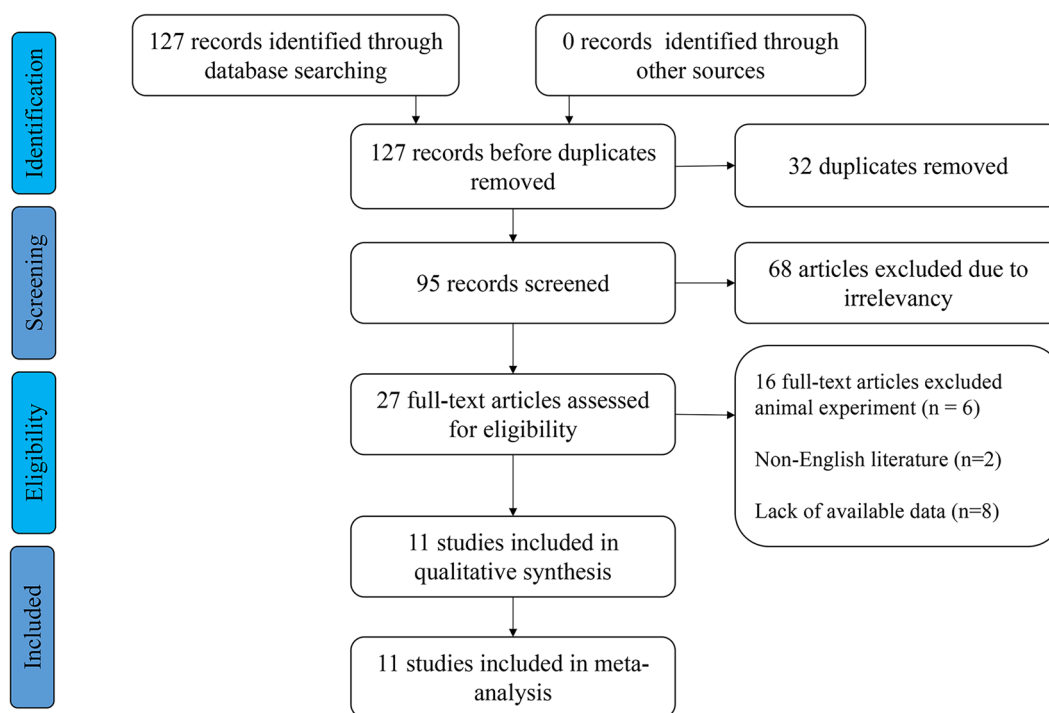 127 records identified through
database searching
0 records identified through
other sources
Identification
127 records before duplicates
removed
32 duplicates removed
Screening
95 records screened
68 articles excluded due to
irrelevancy
Eligibility
27 full-text articles assessed
for eligibility
16 full-text articles excluded
animal experiment (n = 6)
Non-English literature (n=2)
Lack of available data (n=8)
11 studies included in
qualitative synthesis
Included
11 studies included in meta-
analysis